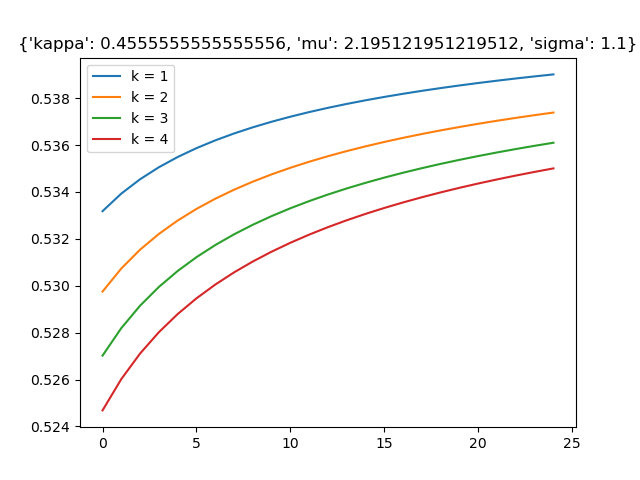 {'kappa': 0.4555555555555556, 'mu': 2.195121951219512, 'sigma': 1.1}
k = 1
k = 2
k = 3
k = 4
0.538
0.536
0.534
0.532
0.530
0.528
0.526
0.524
0 5 10 15 20 25